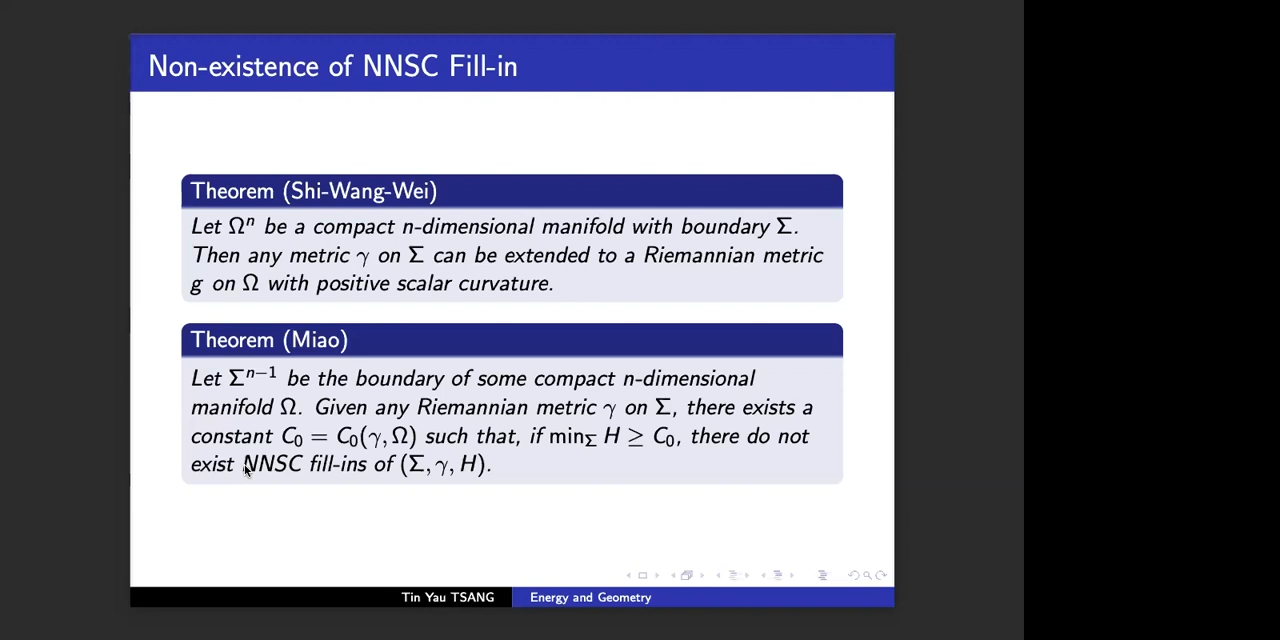 Non-existence of NNSC Fill-in
Theorem (Shi-Wang-Wei)
Let Ωⁿ be a compact n-dimensional manifold with boundary Σ.
Then any metric γ on Σ can be extended to a Riemannian metric
g on Ω with positive scalar curvature.
Theorem (Miao)
Let Σⁿ⁻¹ be the boundary of some compact n-dimensional
manifold Ω. Given any Riemannian metric γ on Σ, there exists a
constant C₀ = C₀(γ, Ω) such that, if min_Σ H ≥ C₀, there do not
exist NNSC fill-ins of (Σ, γ, H).
Tin Yau TSANG
Energy and Geometry